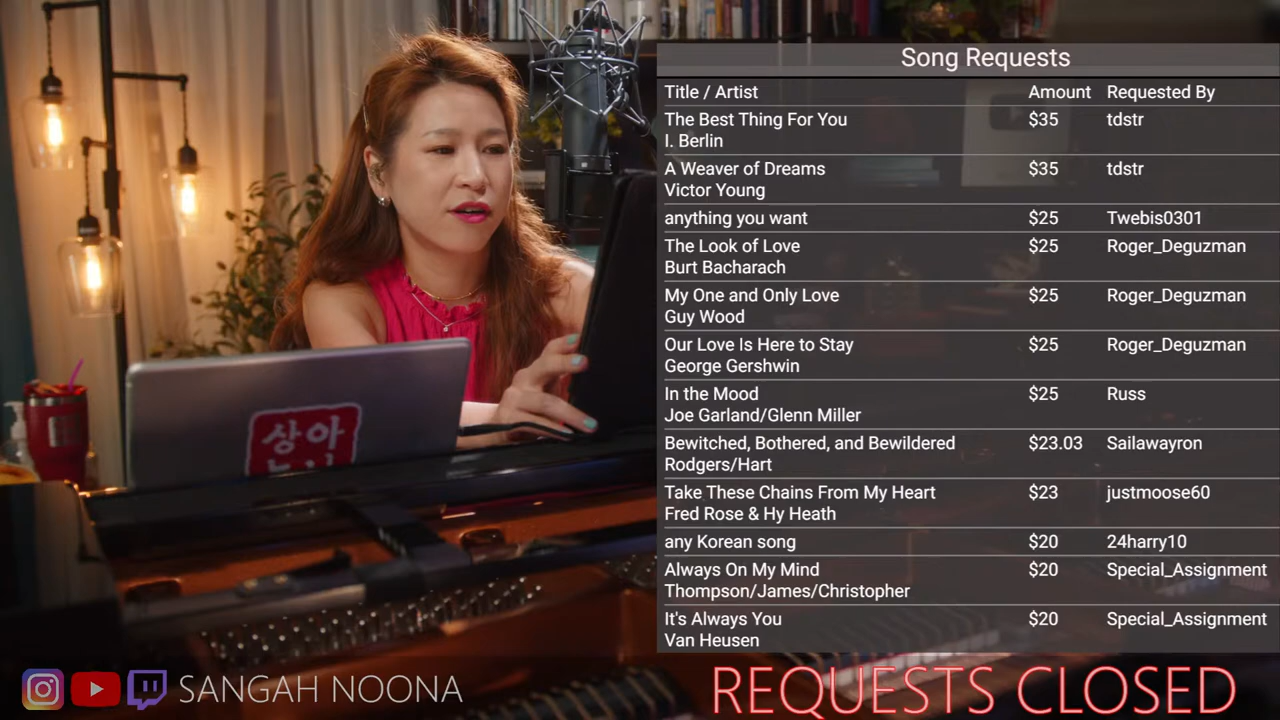 Song Requests
Title / Artist Amount Requested By
The Best Thing For You $35 tdstr
I. Berlin
A Weaver of Dreams $35 tdstr
Victor Young
anything you want $25 Twebis0301
The Look of Love $25 Roger_Deguzman
Burt Bacharach
My One and Only Love $25 Roger_Deguzman
Guy Wood
Our Love Is Here to Stay $25 Roger_Deguzman
George Gershwin
In the Mood $25 Russ
Joe Garland/Glenn Miller
Bewitched, Bothered, and Bewildered $23.03 Sailawayron
Rodgers/Hart
Take These Chains From My Heart $23 justmoose60
Fred Rose & Hy Heath
any Korean song $20 24harry10
Always On My Mind $20 Special_Assignment
Thompson/James/Christopher
It's Always You $20 Special_Assignment
Van Heusen
상아
SANGAH NOONA
REQUESTS CLOSED